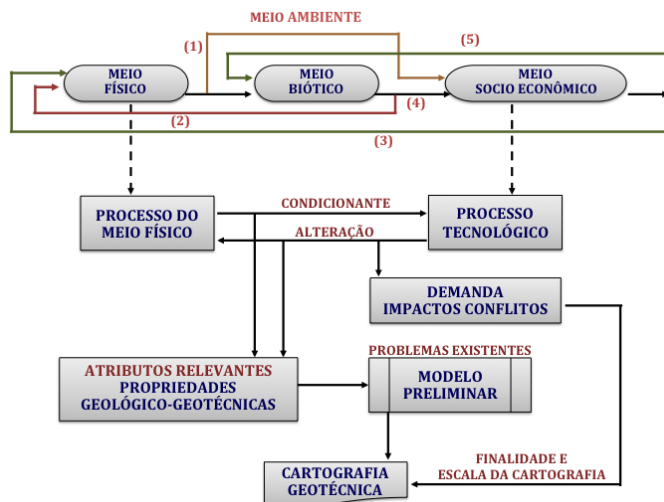 MEIO AMBIENTE
(1)
(5)
MEIO
FÍSICO
MEIO
BIÓTICO
MEIO
SOCIO ECONÔMICO
(2)
(4)
(3)
PROCESSO DO
MEIO FÍSICO
CONDICIONANTE
ALTERAÇÃO
PROCESSO
TECNOLÓGICO
DEMANDA
IMPACTOS CONFLITOS
PROBLEMAS EXISTENTES
ATRIBUTOS RELEVANTES
PROPRIEDADES
GEOLÓGICO-GEOTÉCNICAS
MODELO
PRELIMINAR
FINALIDADE E
ESCALA DA CARTOGRAFIA
CARTOGRAFIA
GEOTÉCNICA